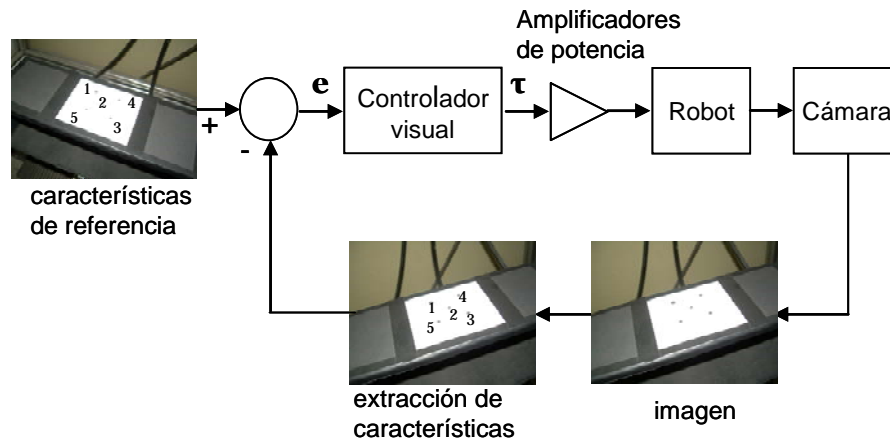 Amplificadores
de potencia
1
2
4
5
3
+
-
e
Controlador
visual
τ
Robot
Cámara
características
de referencia
4
1
2
3
5
extracción de
características
imagen